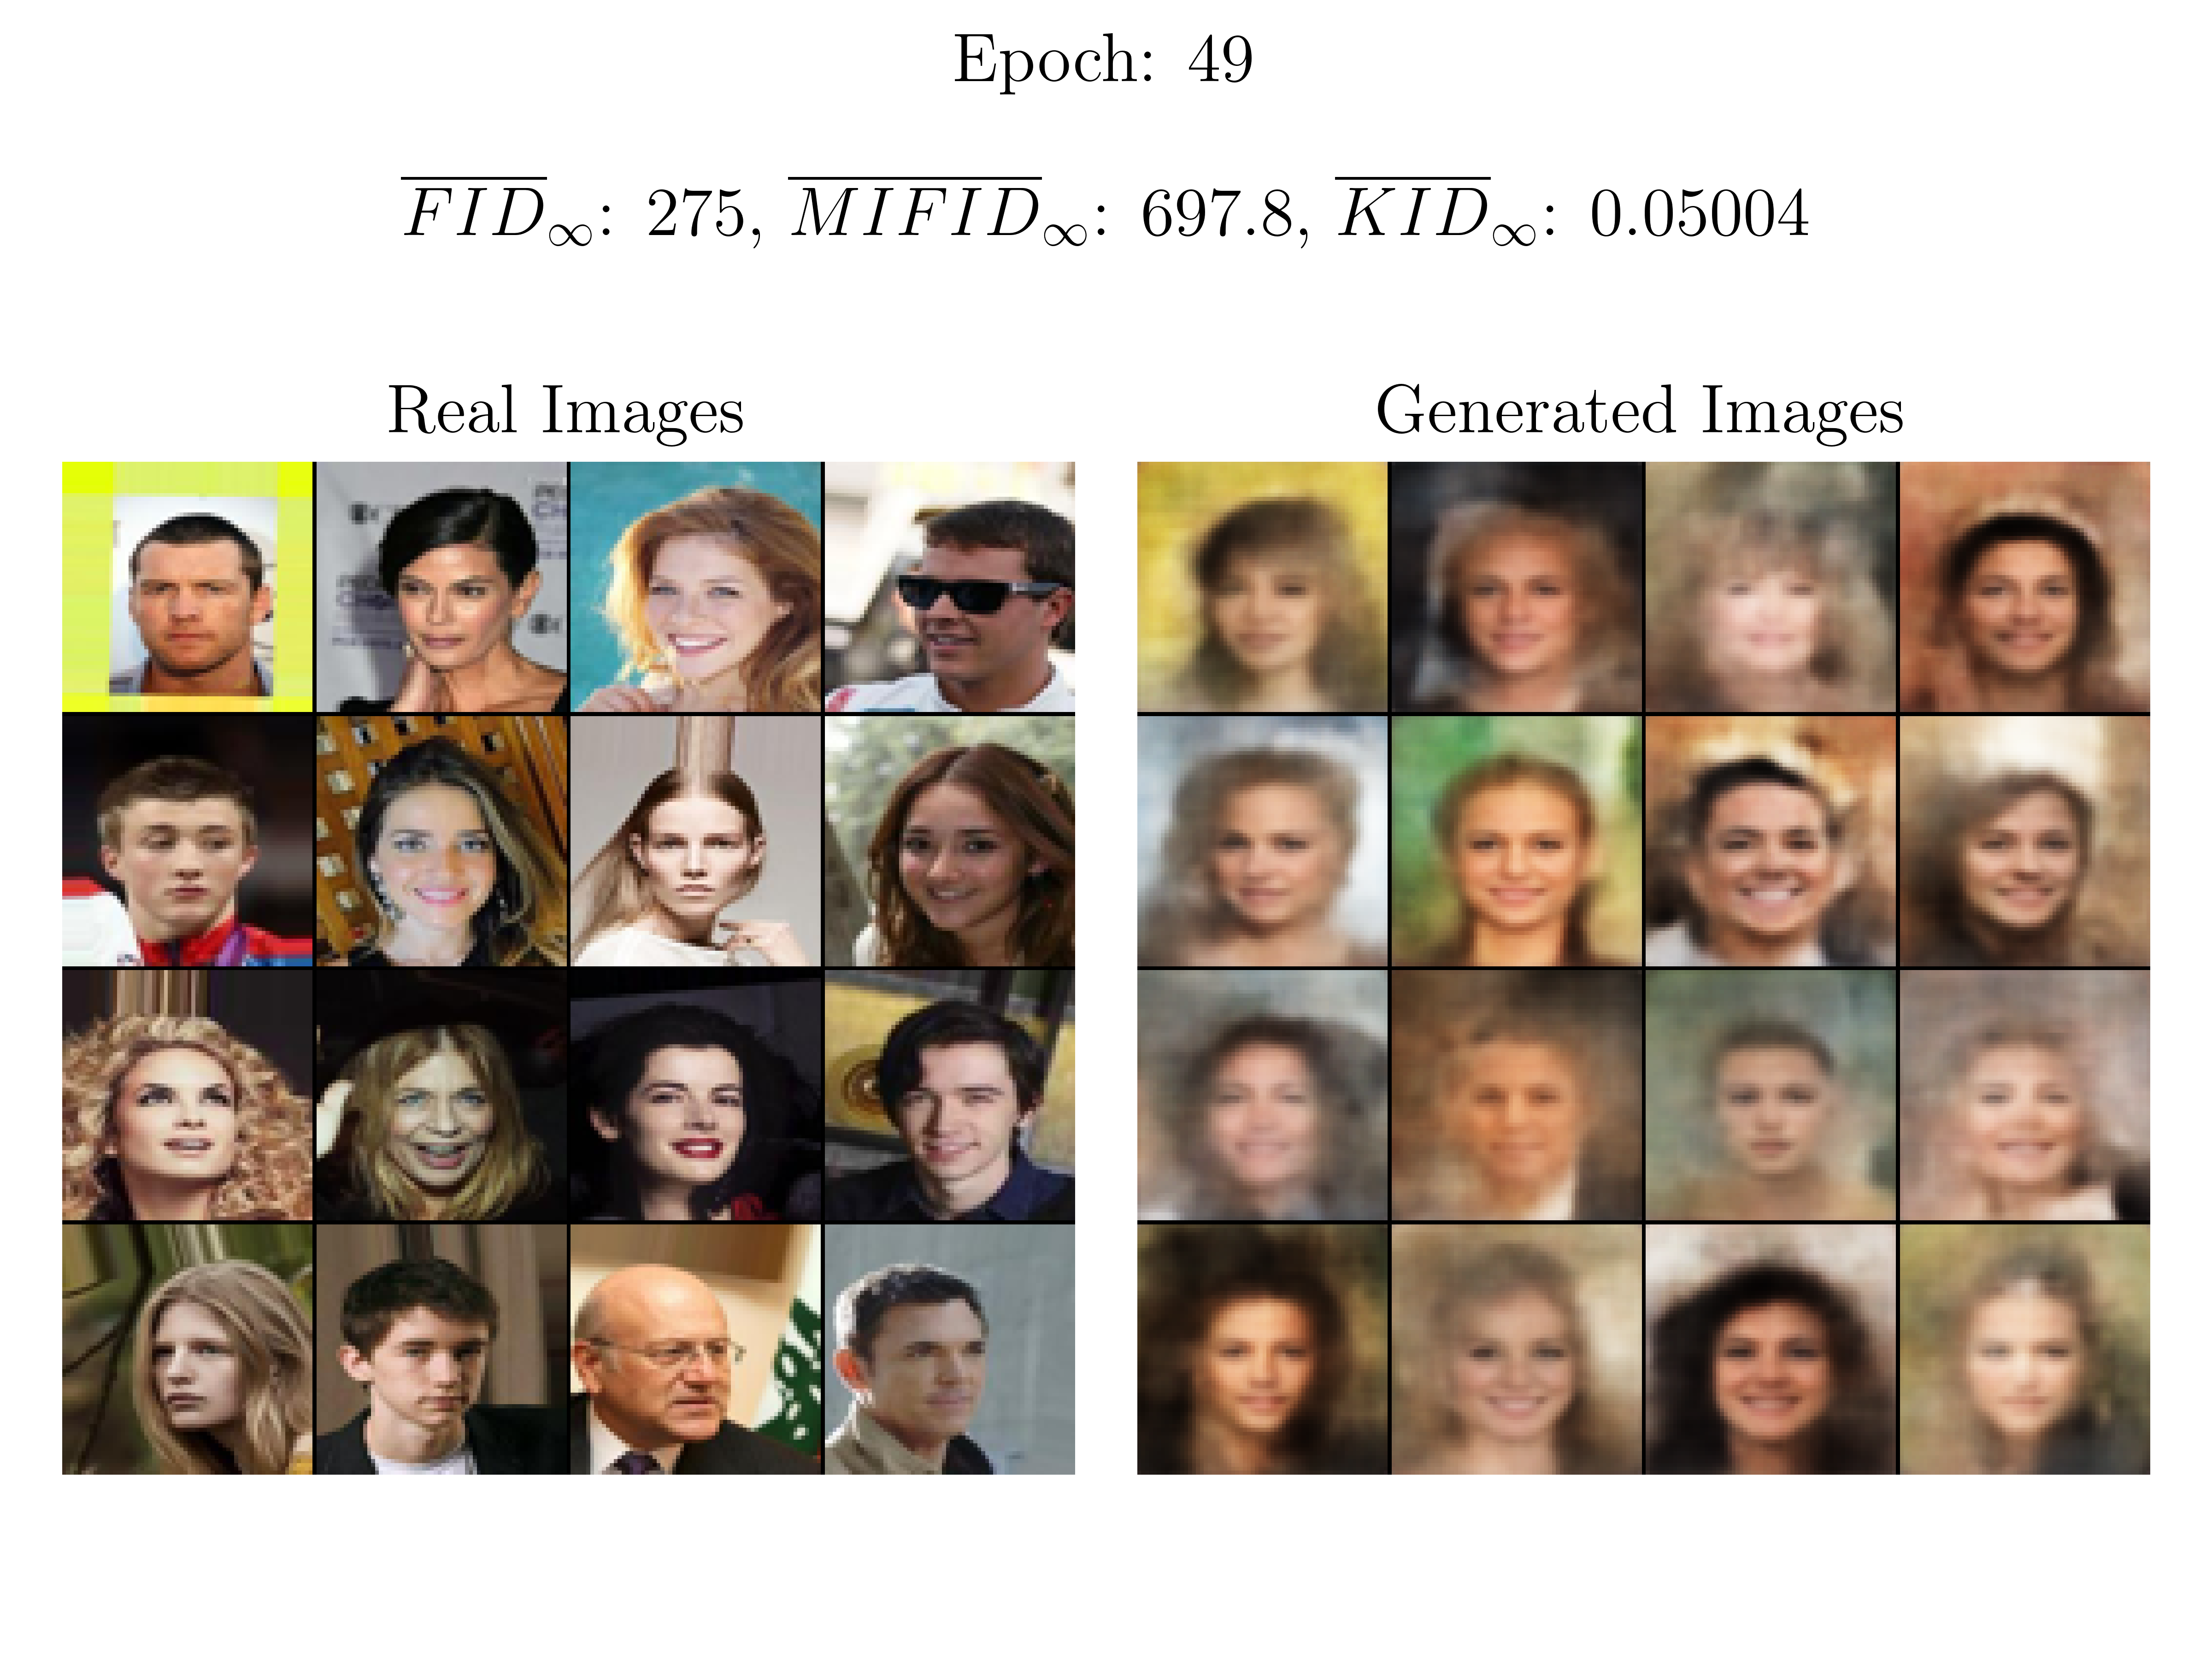 Epoch: 49
FID∞: 275, MIFID∞: 697.8, KID∞: 0.05004
Real Images
Generated Images